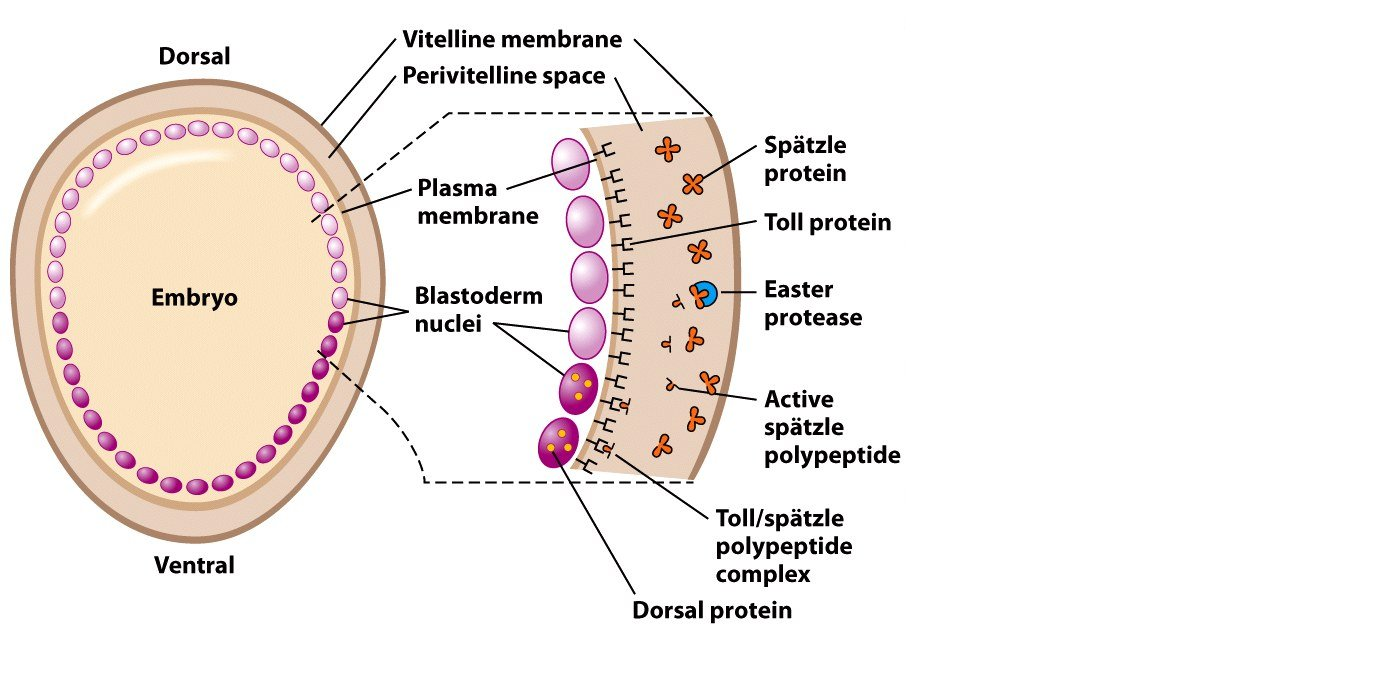 Dorsal
Vitelline membrane
Perivitelline space
Plasma
membrane
Embryo
Blastoderm
nuclei
Ventral
Spätzle
protein
Toll protein
Easter
protease
Active
spätzle
polypeptide
Toll/spätzle
polypeptide
complex
Dorsal protein